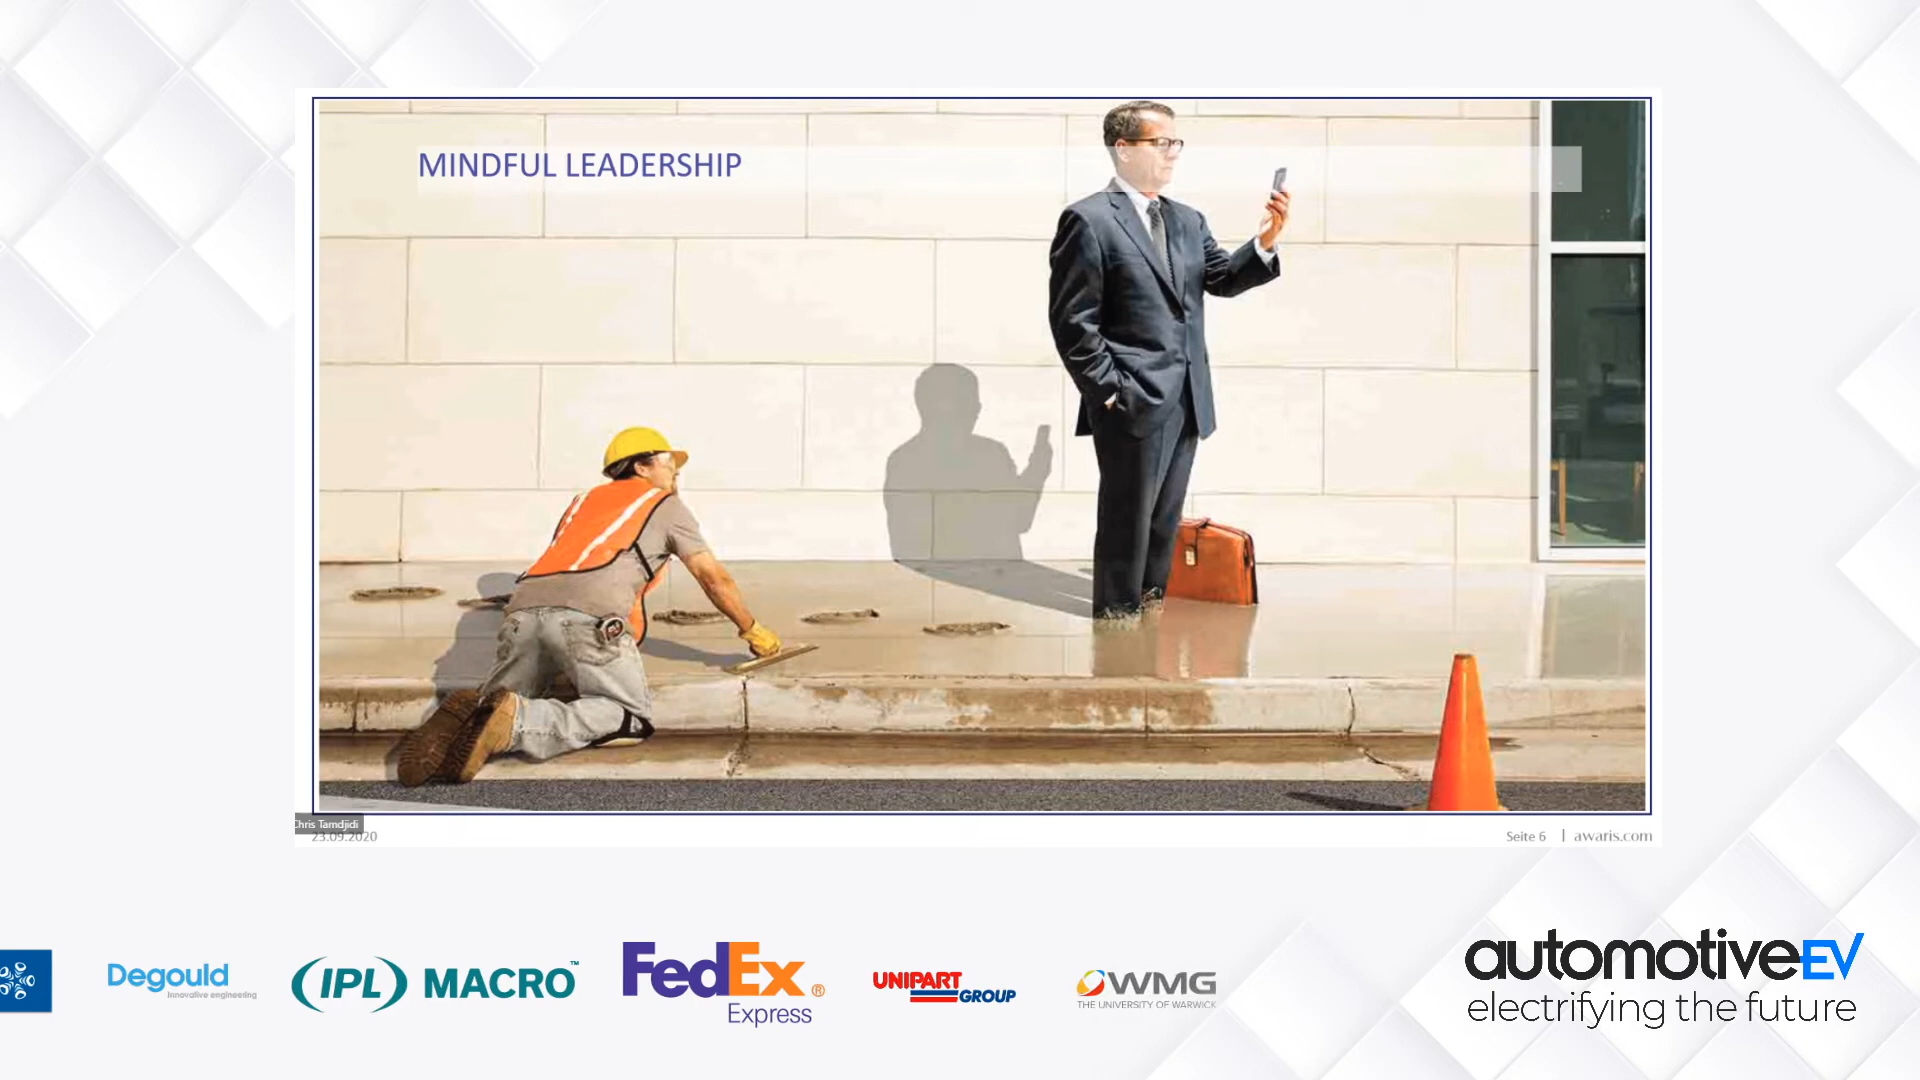 MINDFUL LEADERSHIP
Chris Tamdjidi
23.09.2020
Seite 6 | awaris.com
Degould
Innovative engineering
(IPL) MACRO™
FedEx®
Express
UNIPART
GROUP
WMG
THE UNIVERSITY OF WARWICK
automotiveEV
electrifying the future